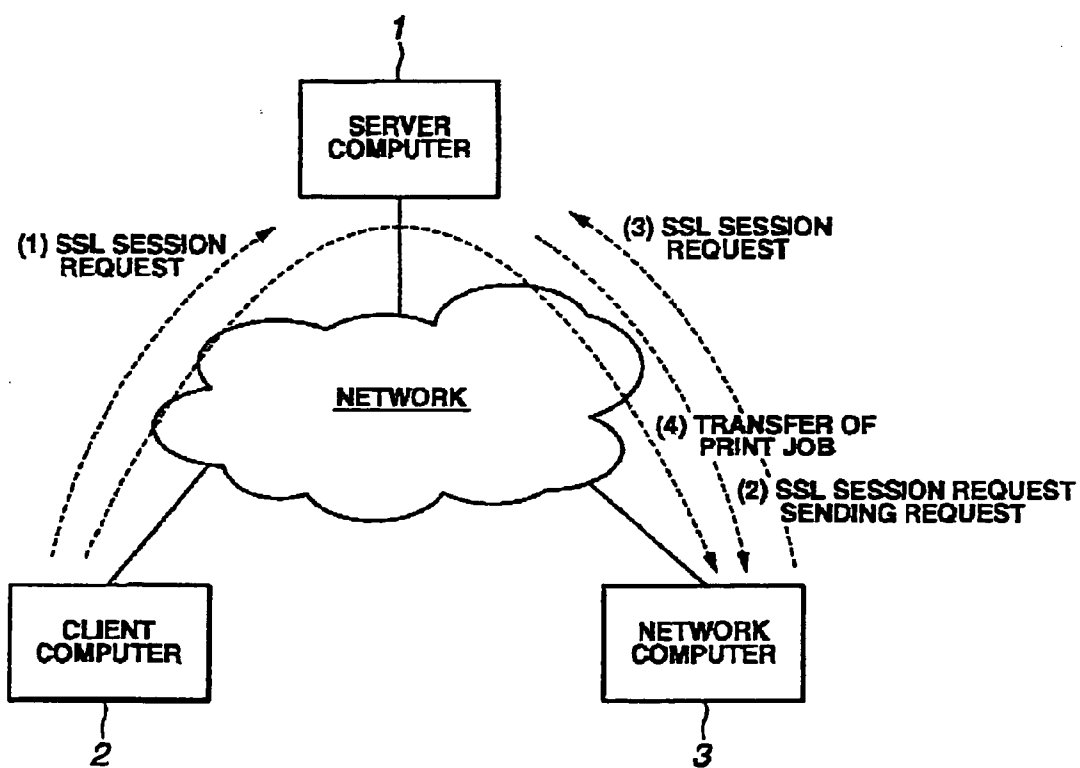 1
SERVER
COMPUTER
(1) SSL SESSION
REQUEST
(3) SSL SESSION
REQUEST
NETWORK
(4) TRANSFER OF
PRINT JOB
(2) SSL SESSION REQUEST
SENDING REQUEST
CLIENT
COMPUTER
NETWORK
COMPUTER
2
3